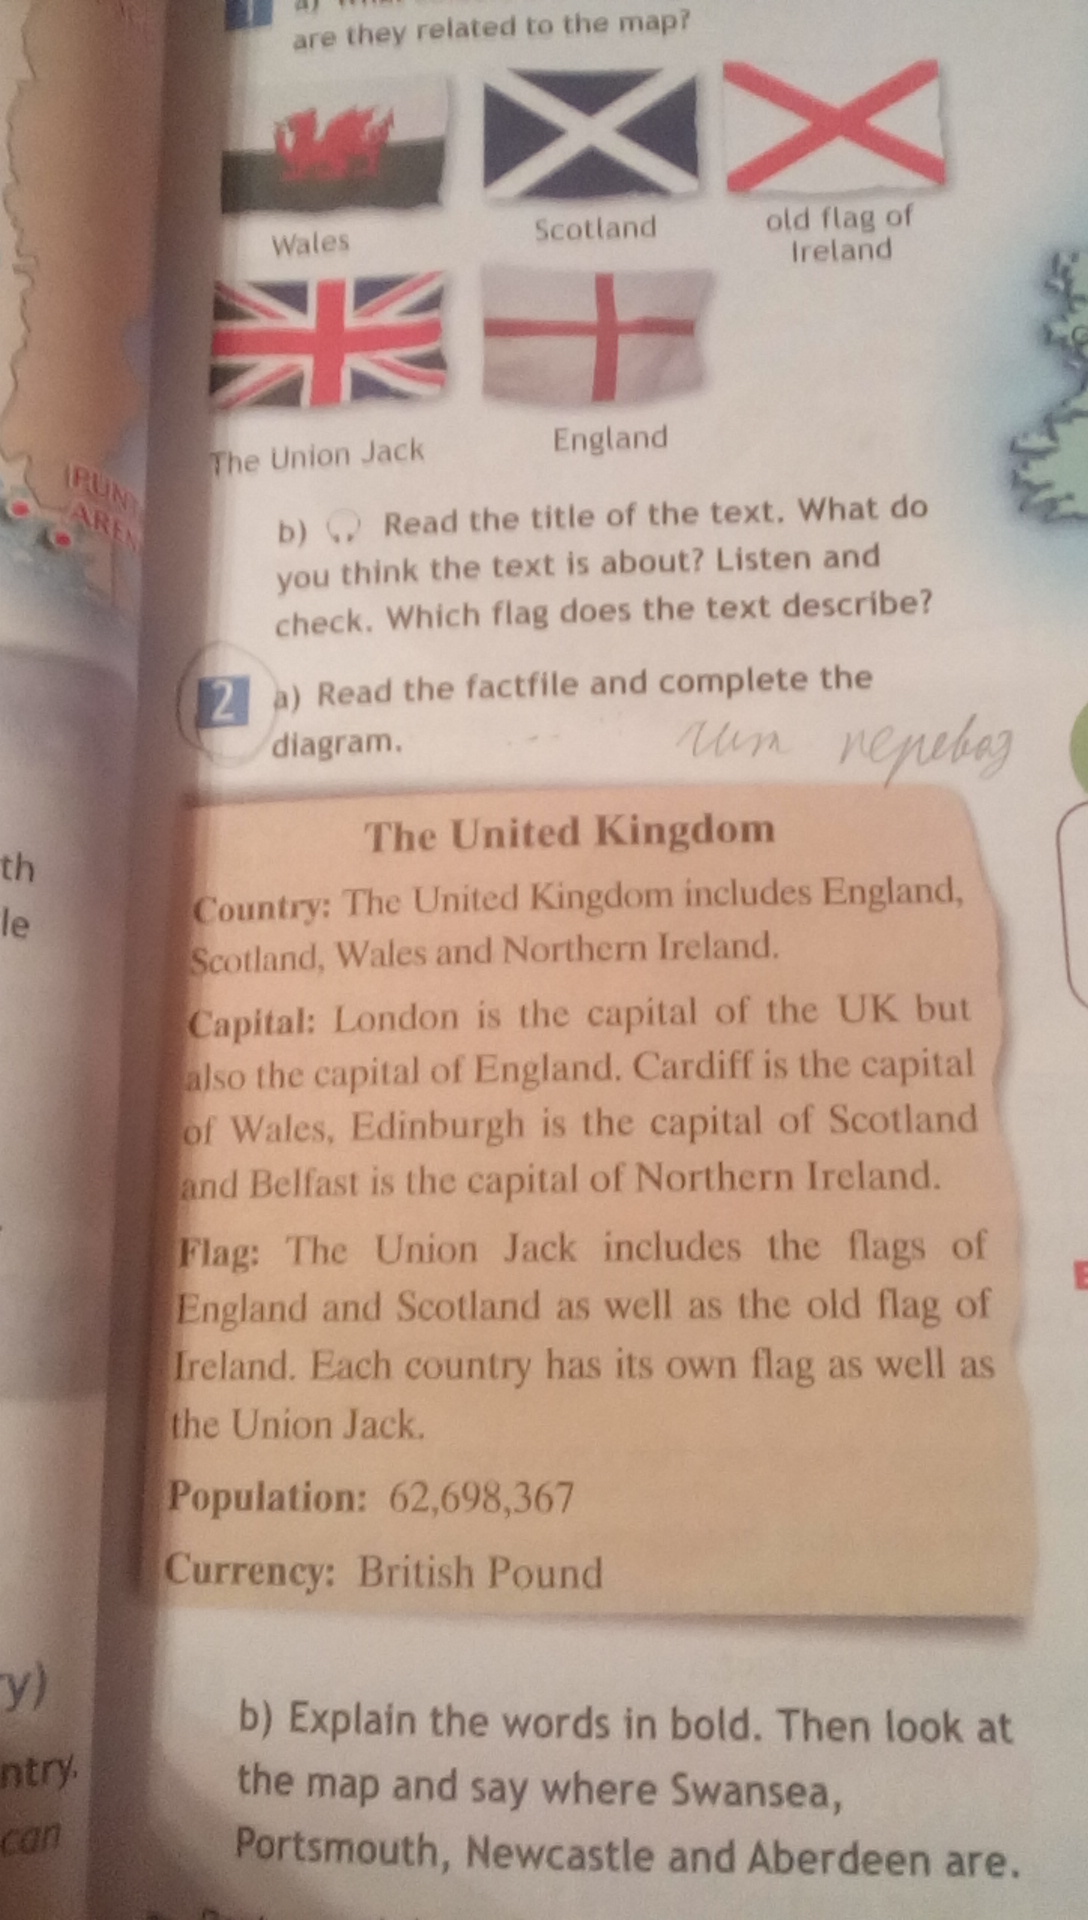 are they related to the map?
Wales
Scotland
old flag of
Ireland
The Union Jack
England
b) Read the title of the text. What do
you think the text is about? Listen and
check. Which flag does the text describe?
2 a) Read the factfile and complete the
diagram.
чит перевод
The United Kingdom
Country: The United Kingdom includes England,
Scotland, Wales and Northern Ireland.
Capital: London is the capital of the UK but
also the capital of England. Cardiff is the capital
of Wales, Edinburgh is the capital of Scotland
and Belfast is the capital of Northern Ireland.
Flag: The Union Jack includes the flags of
England and Scotland as well as the old flag of
Ireland. Each country has its own flag as well as
the Union Jack.
Population: 62,698,367
Currency: British Pound
b) Explain the words in bold. Then look at
the map and say where Swansea,
Portsmouth, Newcastle and Aberdeen are.
th
le
y)
ntry.
can